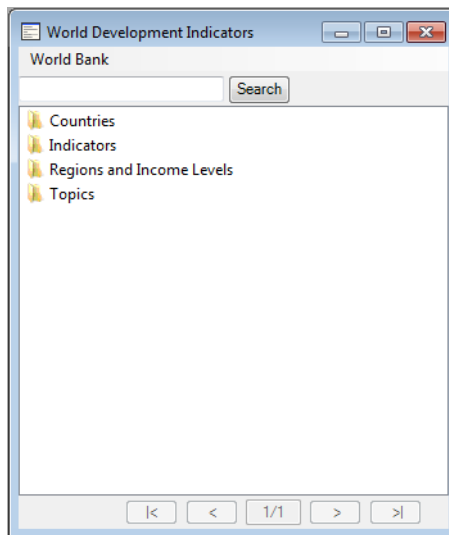 World Development Indicators
World Bank
Search
Countries
Indicators
Regions and Income Levels
Topics
|< < 1/1 > >|